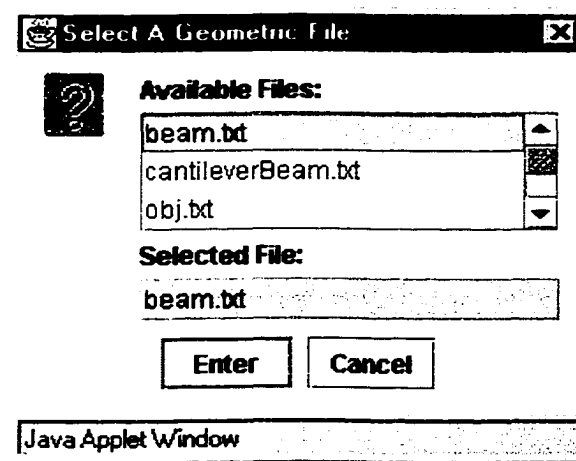 Select A Geometric File
Available Files:
beam.txt
cantileverBeam.txt
obj.txt
Selected File:
beam.txt
Enter Cancel
Java Applet Window